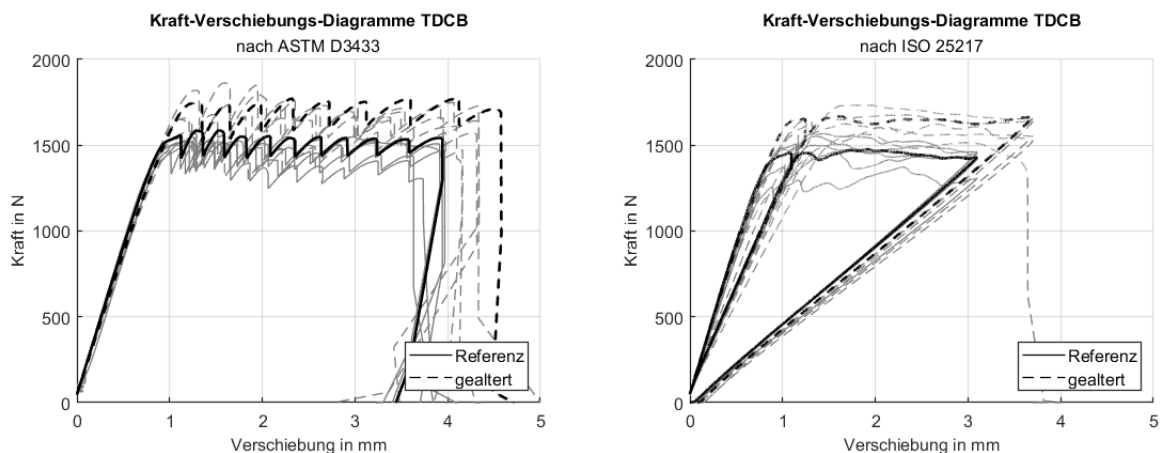 Kraft-Verschiebungs-Diagramme TDCB
nach ASTM D3433
2000
1500
1000
500
0
Kraft in N
0 1 2 3 4 5
Verschiebung in mm
Referenz
gealtert
Kraft-Verschiebungs-Diagramme TDCB
nach ISO 25217
2000
1500
1000
500
0
Kraft in N
0 1 2 3 4 5
Verschiebung in mm
Referenz
gealtert